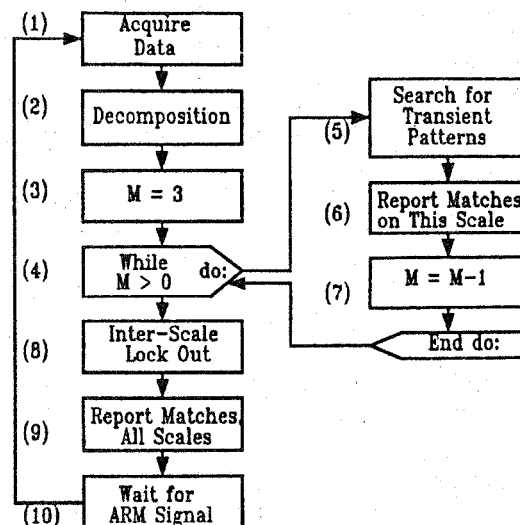 (1)
Acquire
Data
(2)
Decomposition
(3)
M = 3
(4)
While do:
M > 0
(5)
Search for
Transient
Patterns
(6)
Report Matches
on This Scale
(7)
M = M-1
End do:
(8)
Inter-Scale
Lock Out
(9)
Report Matches,
All Scales
(10)
Wait for
ARM Signal